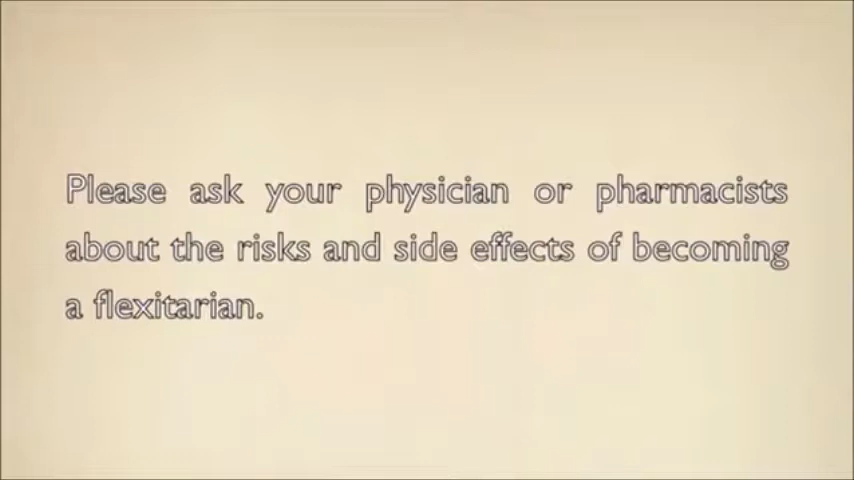 Please ask your physician or pharmacists
about the risks and side effects of becoming
a flexitarian.